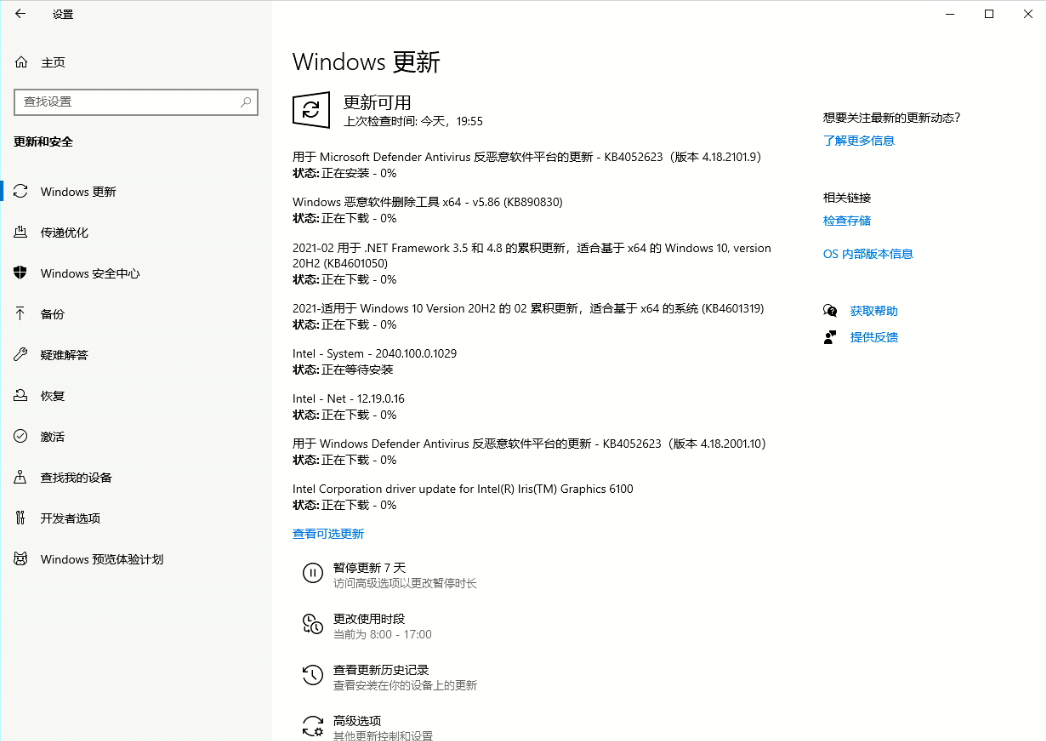 设置
主页
查找设置
更新和安全
Windows 更新
传递优化
Windows 安全中心
备份
疑难解答
恢复
激活
查找我的设备
开发者选项
Windows 预览体验计划
Windows 更新
更新可用
上次检查时间: 今天，19:55
用于 Microsoft Defender Antivirus 反恶意软件平台的更新 - KB4052623（版本 4.18.2101.9）
状态: 正在安装 - 0%
Windows 恶意软件删除工具 x64 - v5.86 (KB890830)
状态: 正在下载 - 0%
2021-02 用于 .NET Framework 3.5 和 4.8 的累积更新，适合基于 x64 的 Windows 10, version
20H2 (KB4601050)
状态: 正在下载 - 0%
2021-适用于 Windows 10 Version 20H2 的 02 累积更新，适合基于 x64 的系统 (KB4601319)
状态: 正在下载 - 0%
Intel - System - 2040.100.0.1029
状态: 正在等待安装
Intel - Net - 12.19.0.16
状态: 正在下载 - 0%
用于 Windows Defender Antivirus 反恶意软件平台的更新 - KB4052623（版本 4.18.2001.10）
状态: 正在下载 - 0%
Intel Corporation driver update for Intel(R) Iris(TM) Graphics 6100
状态: 正在下载 - 0%
查看可选更新
暂停更新 7 天
访问高级选项以更改暂停时长
更改使用时段
当前为 8:00 - 17:00
查看更新历史记录
查看安装在你的设备上的更新
高级选项
其他更新控制和设置
想要关注最新的更新动态?
了解更多信息
相关链接
检查存储
OS 内部版本信息
获取帮助
提供反馈